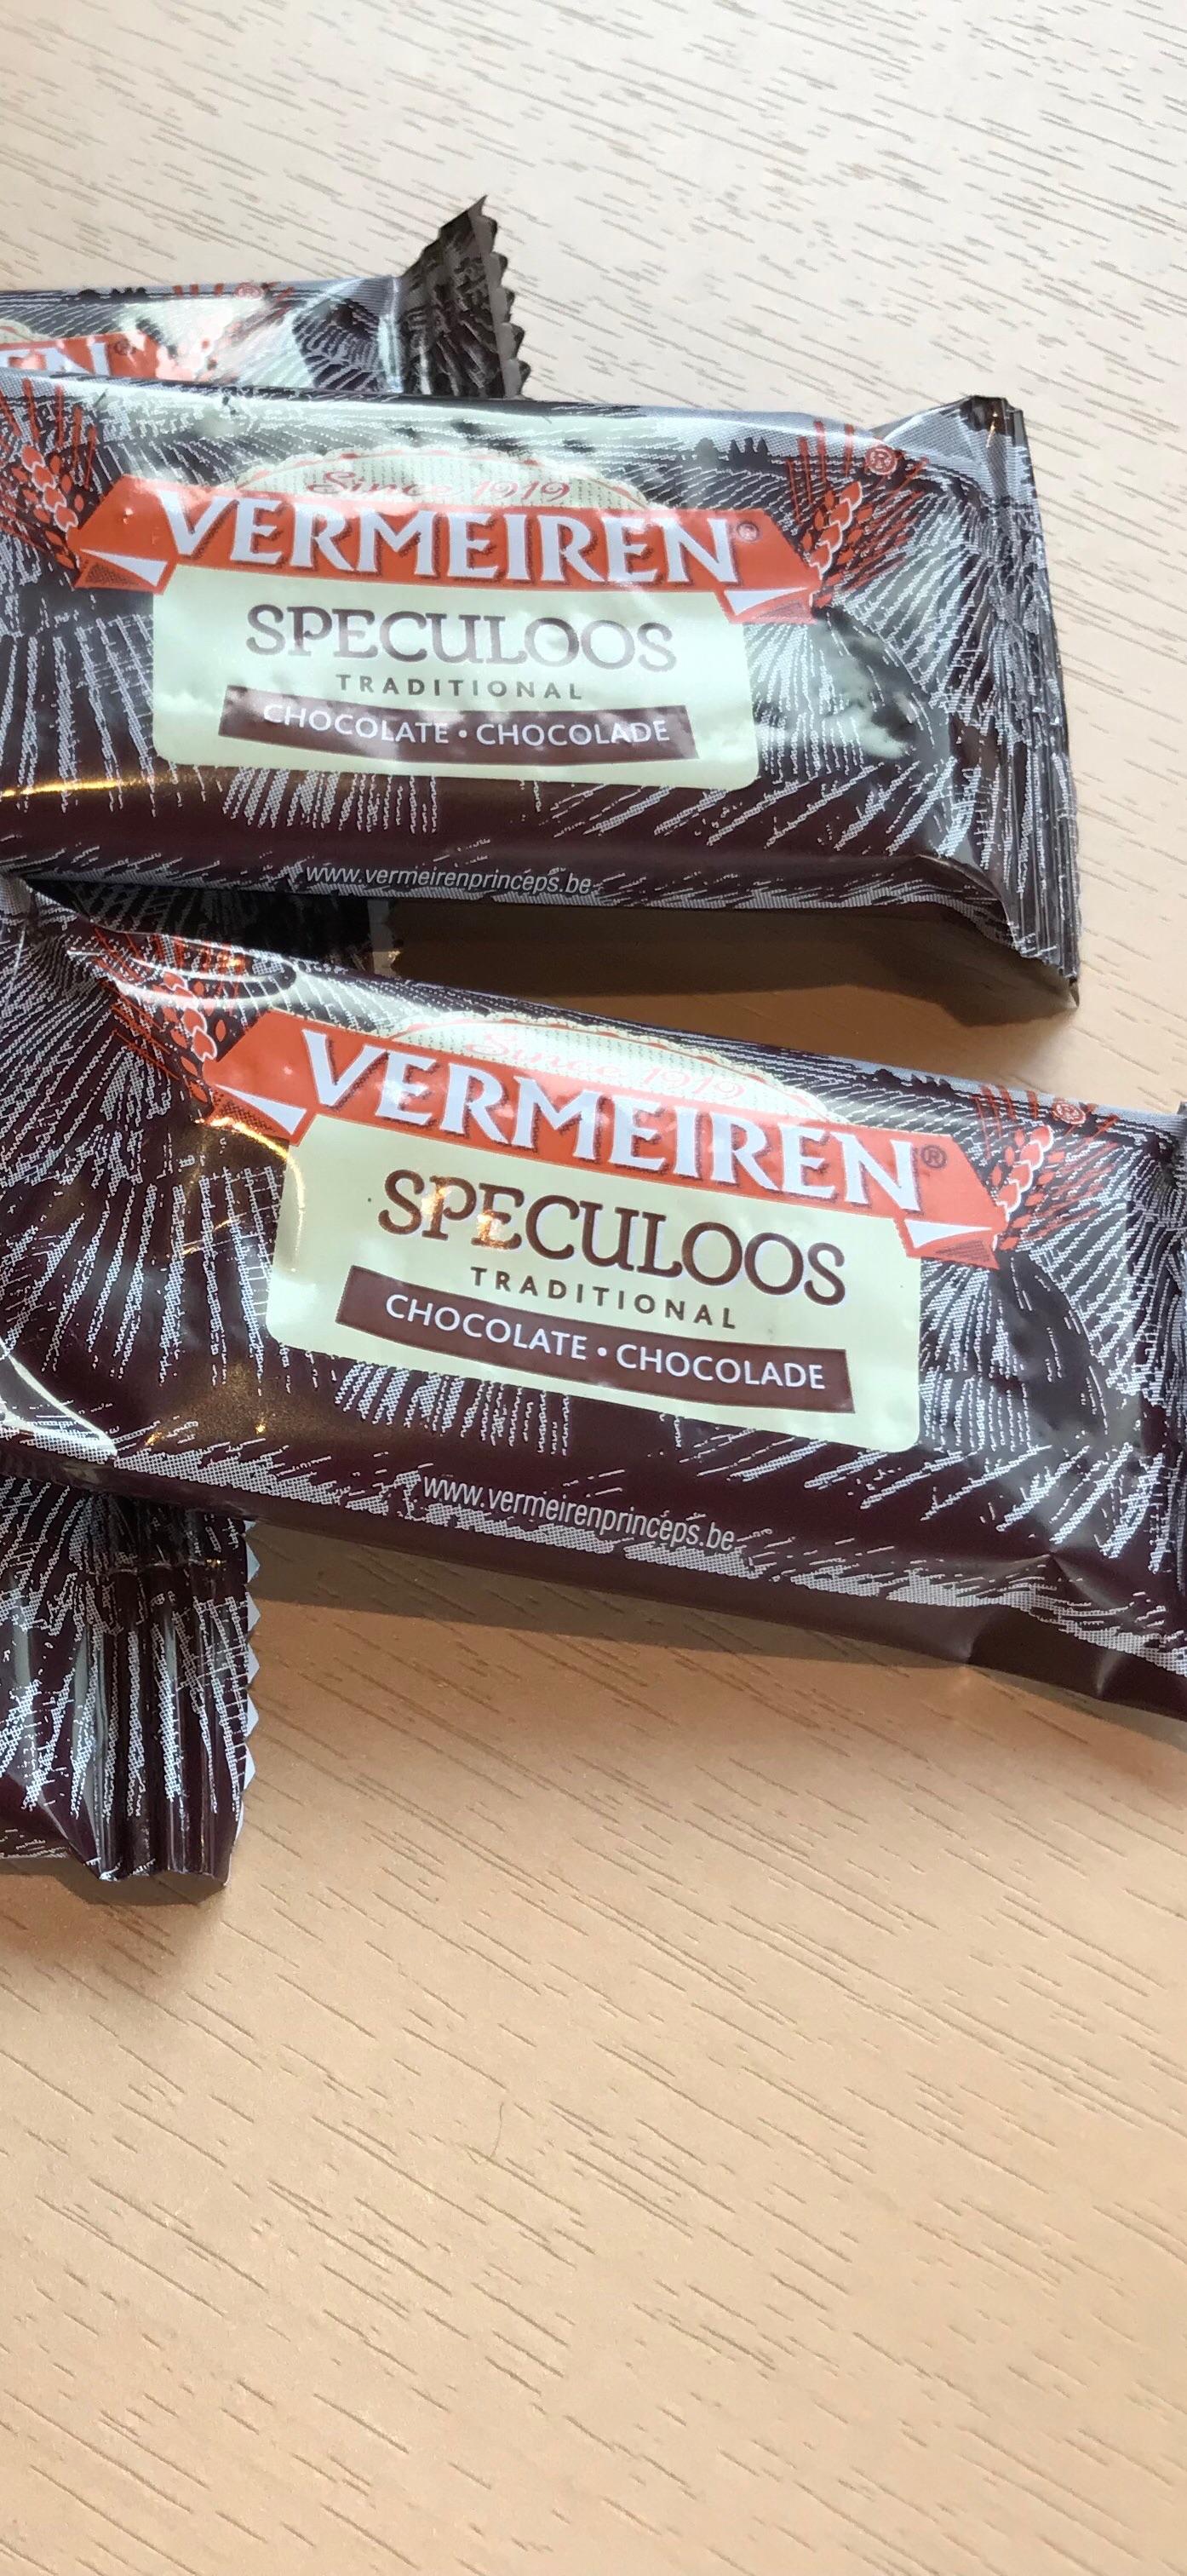 EN®
®
Since 1919
®
VERMEIREN®
SPECULOOS
TRADITIONAL
CHOCOLATE • CHOCOLADE
www.vermeirenprinceps.be
Since 1919
®
VERMEIREN®
SPECULOOS
TRADITIONAL
CHOCOLATE • CHOCOLADE
www.vermeirenprinceps.be